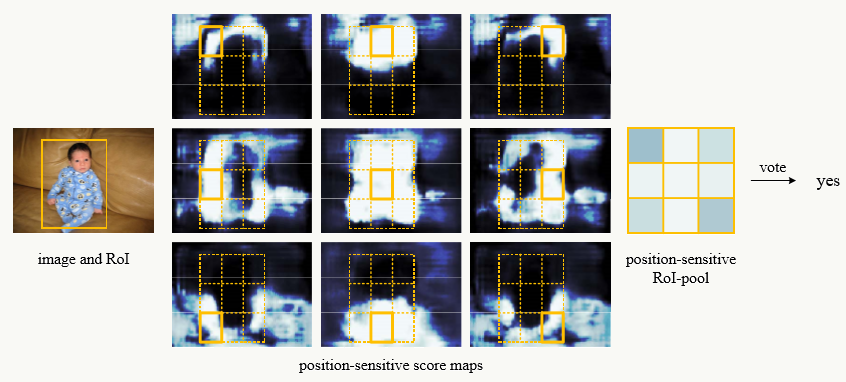 vote
yes
image and RoI
position-sensitive
RoI-pool
position-sensitive score maps